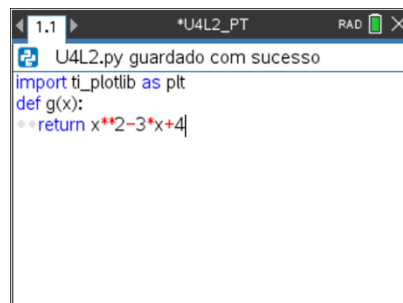 1.1 *U4L2_PT RAD
U4L2.py guardado com sucesso
import ti_plotlib as plt
def g(x):
return x**2-3*x+4